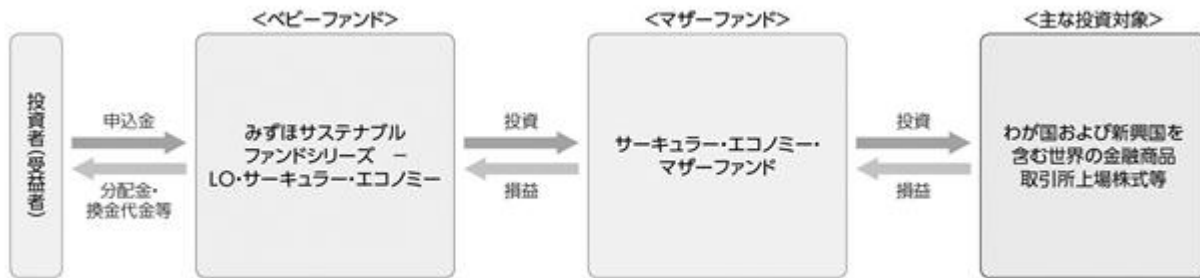 <ベビーファンド>
<マザーファンド>
<主な投資対象>
投資者(受益者)
申込金
分配金・
換金代金等
みずほサステナブル
ファンドシリーズ －
LO・サーキュラー・エコノミー
投資
損益
サーキュラー・エコノミー・
マザーファンド
投資
損益
わが国および新興国を
含む世界の金融商品
取引所上場株式等